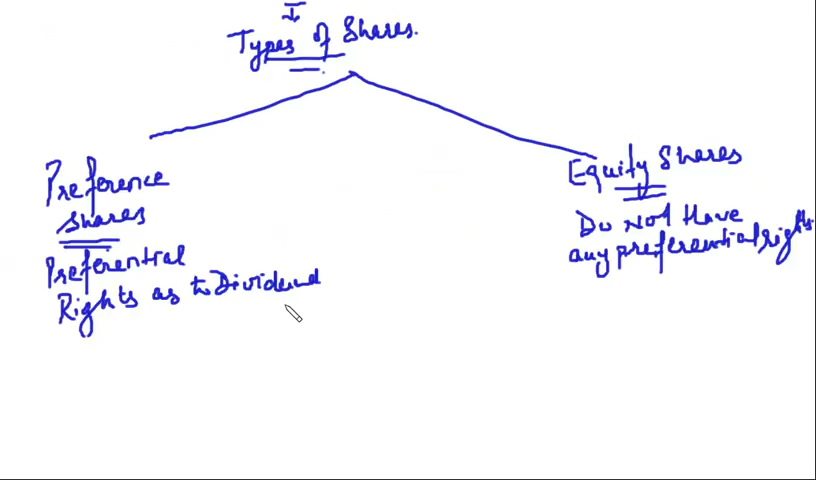 Types of Shares.
Preference
Shares
Preferential
Rights as to Dividend
Equity Shares
Do Not Have
any preferential rights.